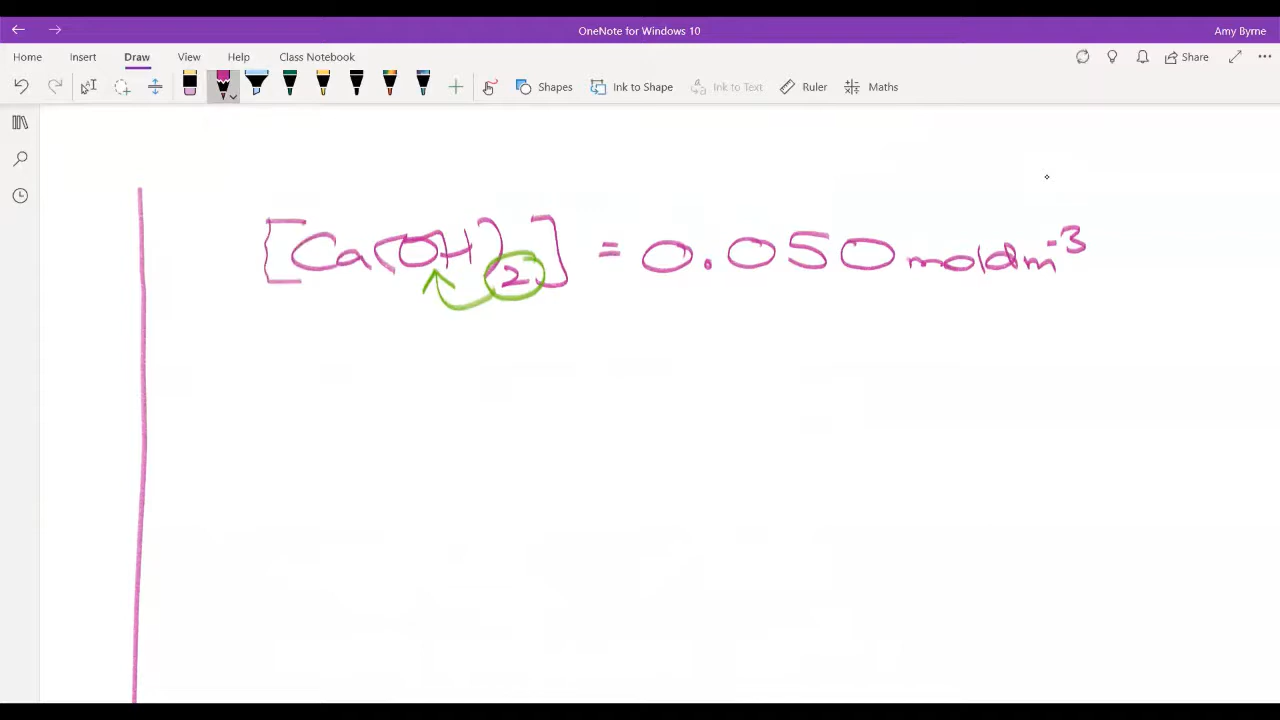 OneNote for Windows 10
Amy Byrne
Home Insert Draw View Help Class Notebook Share
Shapes Ink to Shape Ink to Text Ruler Maths
[Ca(OH)₂] = 0.050 moldm⁻³